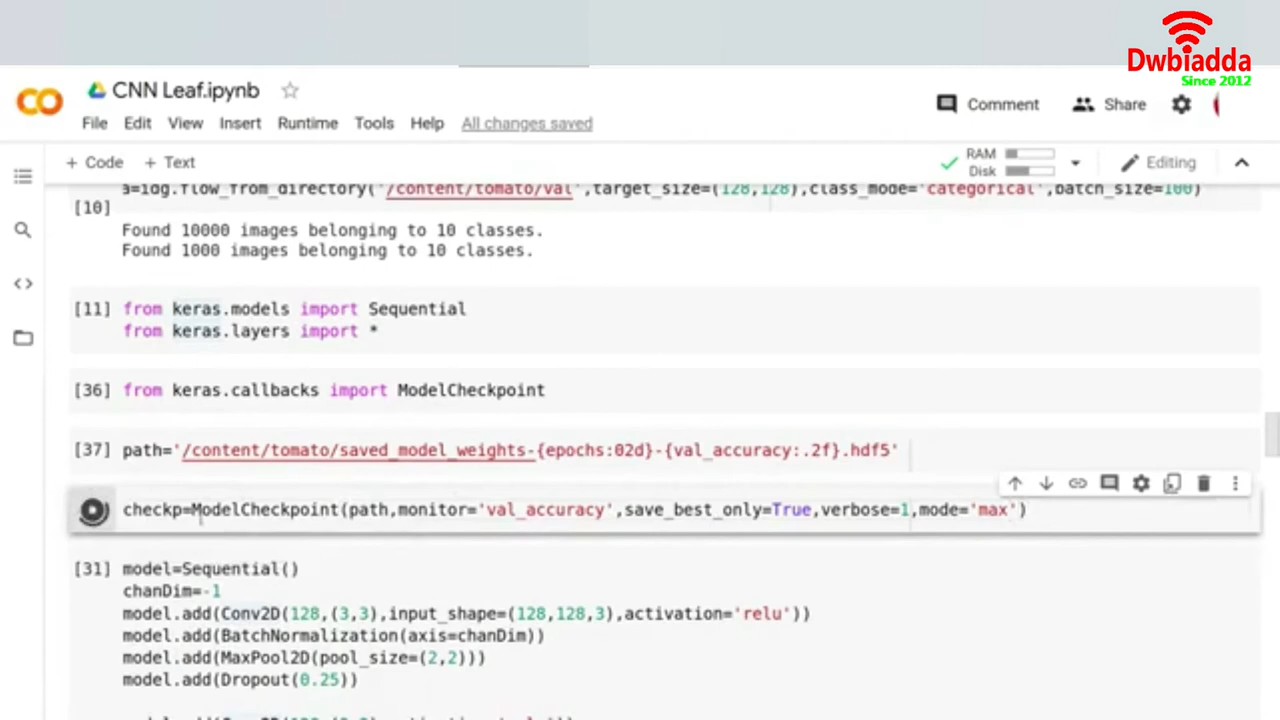 Dwbiadda
Since 2012
CNN Leaf.ipynb
Comment
Share
File Edit View Insert Runtime Tools Help All changes saved
+ Code + Text
RAM
Disk
Editing
a=idg.flow_from_directory('/content/tomato/val',target_size=(128,128),class_mode='categorical',batch_size=100)
[10]
Found 10000 images belonging to 10 classes.
Found 1000 images belonging to 10 classes.
[11] from keras.models import Sequential
from keras.layers import *
[36] from keras.callbacks import ModelCheckpoint
[37] path='/content/tomato/saved_model_weights-{epochs:02d}-{val_accuracy:.2f}.hdf5'
checkp=ModelCheckpoint(path,monitor='val_accuracy',save_best_only=True,verbose=1,mode='max')
[31] model=Sequential()
chanDim=-1
model.add(Conv2D(128,(3,3),input_shape=(128,128,3),activation='relu'))
model.add(BatchNormalization(axis=chanDim))
model.add(MaxPool2D(pool_size=(2,2)))
model.add(Dropout(0.25))